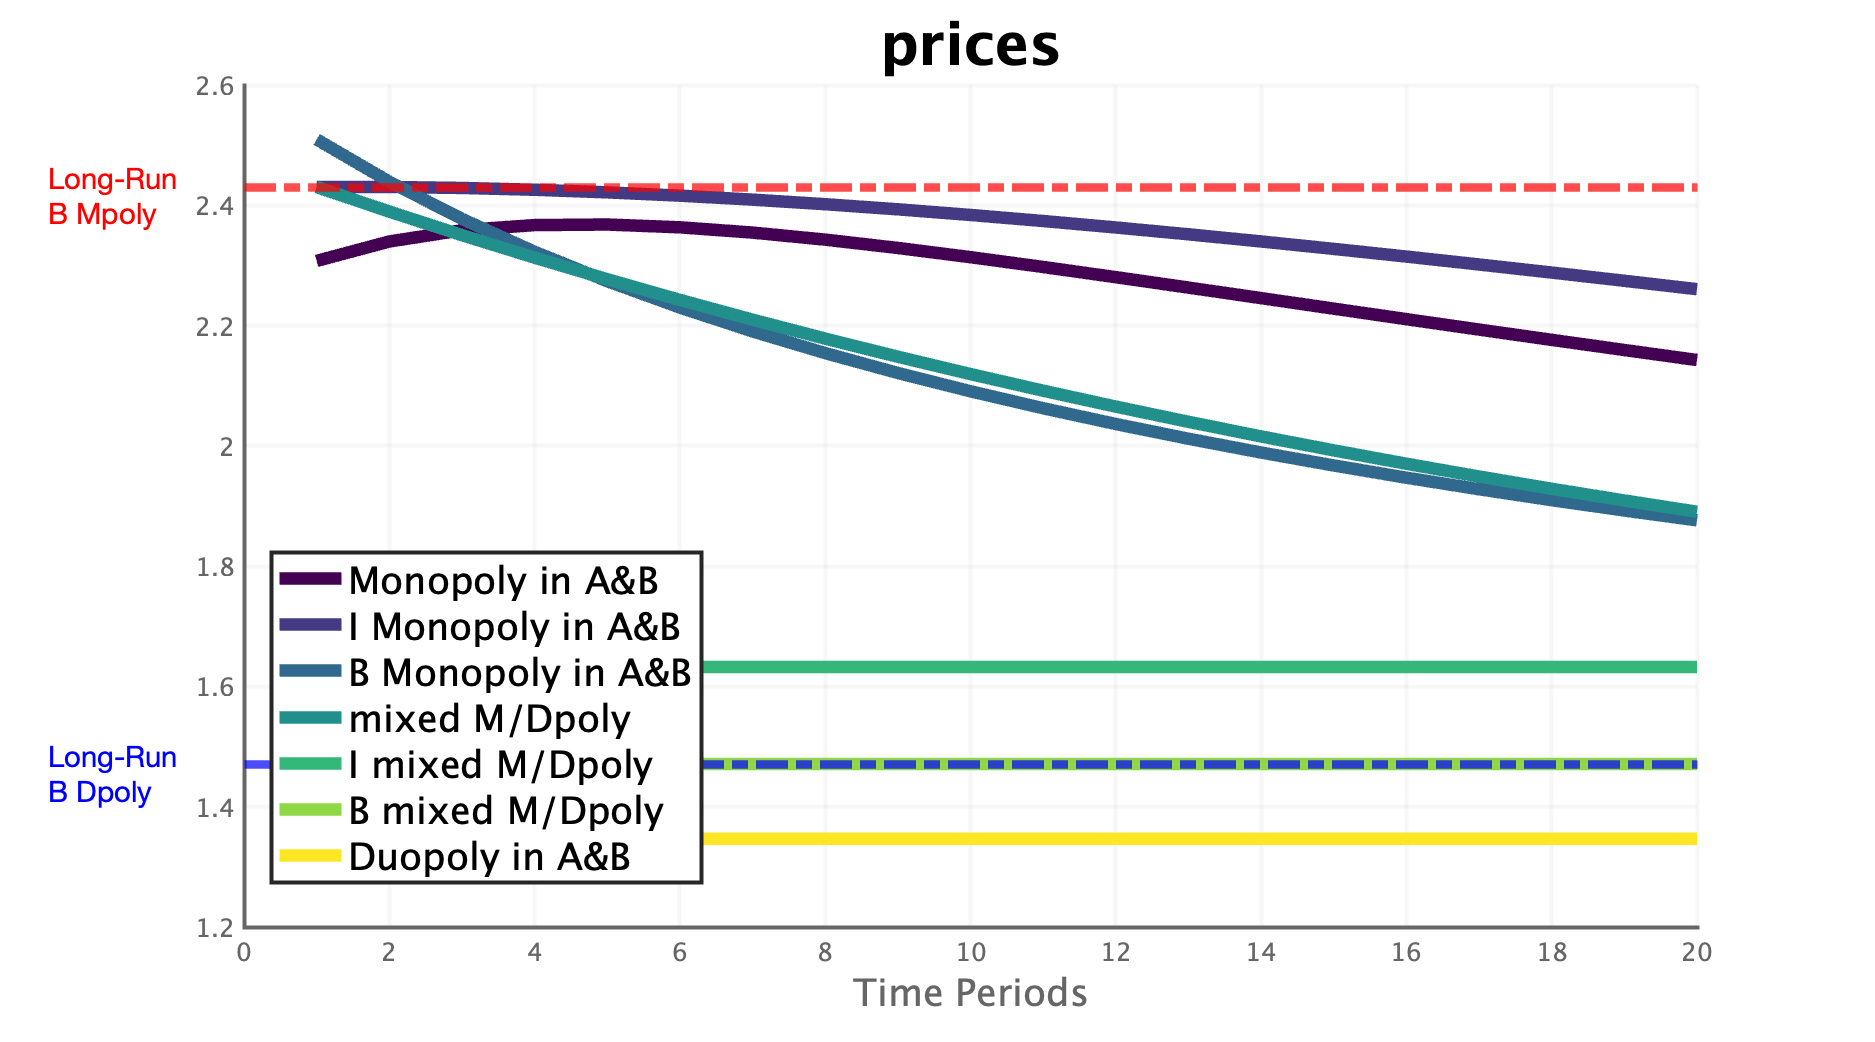 prices
2.6
Long-Run
B Mpoly
2.4
2.2
2
1.8
1.6
Long-Run
B Dpoly
1.4
1.2
Monopoly in A&B
I Monopoly in A&B
B Monopoly in A&B
mixed M/Dpoly
I mixed M/Dpoly
B mixed M/Dpoly
Duopoly in A&B
0 2 4 6 8 10 12 14 16 18 20
Time Periods